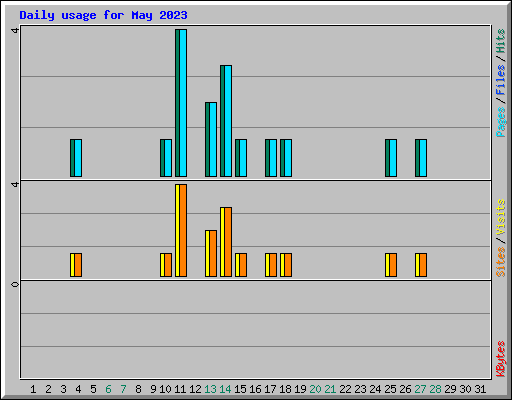 Daily usage for May 2023
4
Pages / Files / Hits
4
Sites / Visits
0
KBytes
1 2 3 4 5 6 7 8 9 10 11 12 13 14 15 16 17 18 19 20 21 22 23 24 25 26 27 28 29 30 31